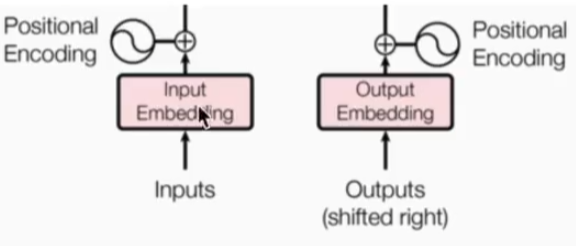 Positional
Encoding
Input
Embedding
Inputs
Output
Embedding
Outputs
(shifted right)
Positional
Encoding